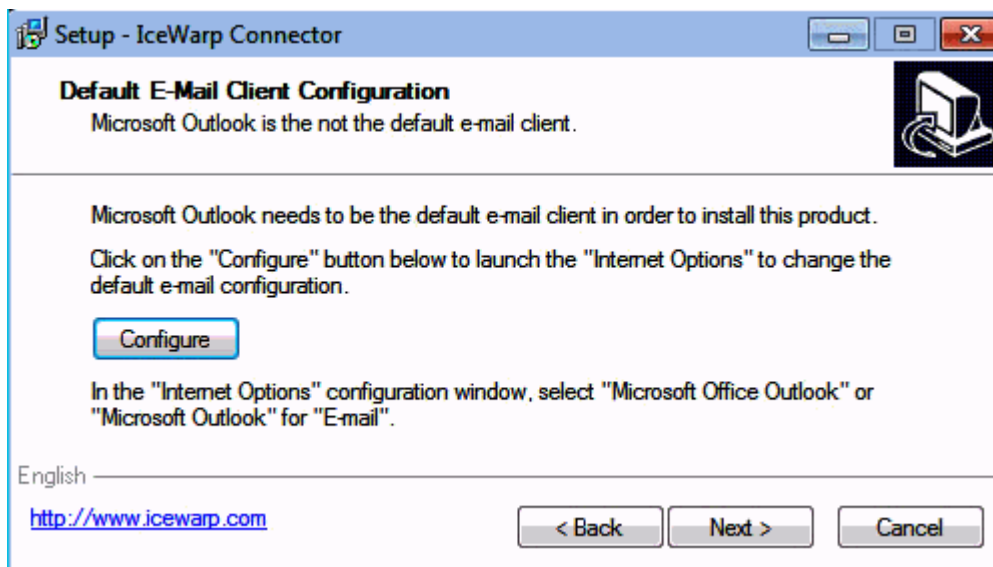 Setup - IceWarp Connector
Default E-Mail Client Configuration
Microsoft Outlook is the not the default e-mail client.
Microsoft Outlook needs to be the default e-mail client in order to install this product.
Click on the "Configure" button below to launch the "Internet Options" to change the
default e-mail configuration.
Configure
In the "Internet Options" configuration window, select "Microsoft Office Outlook" or
"Microsoft Outlook" for "E-mail".
English
http://www.icewarp.com
< Back
Next >
Cancel